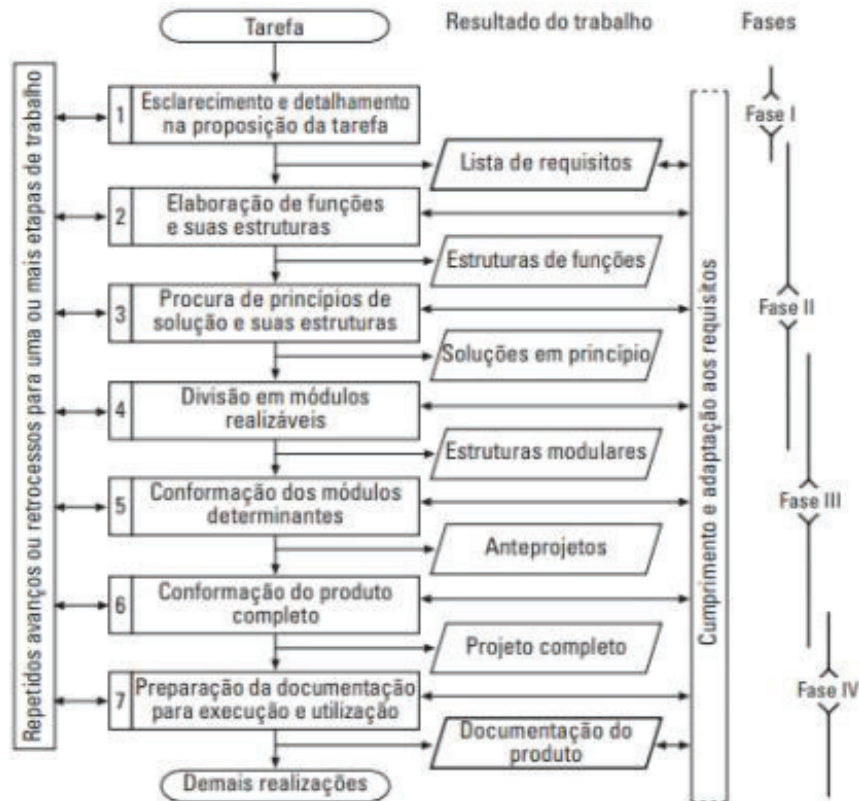 Tarefa
Resultado do trabalho
Fases
Repetidos avanços ou retrocessos para uma ou mais etapas de trabalho
1
Esclarecimento e detalhamento
na proposição da tarefa
Lista de requisitos
2
Elaboração de funções
e suas estruturas
Estruturas de funções
3
Procura de princípios de
solução e suas estruturas
Soluções em princípio
4
Divisão em módulos
realizáveis
Estruturas modulares
5
Conformação dos módulos
determinantes
Anteprojetos
6
Conformação do produto
completo
Projeto completo
7
Preparação da documentação
para execução e utilização
Documentação do
produto
Demais realizações
Cumprimento e adaptação aos requisitos
Fase I
Fase II
Fase III
Fase IV